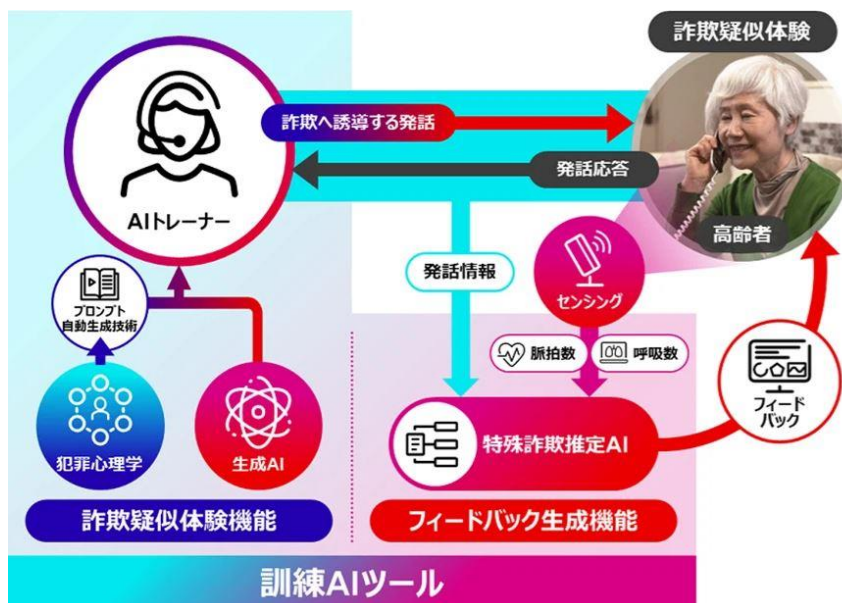 詐欺疑似体験
詐欺へ誘導する発話
発話応答
AIトレーナー
高齢者
発話情報
センシング
プロンプト
自動生成技術
脈拍数
呼吸数
フィード
バック
犯罪心理学
生成AI
特殊詐欺推定AI
詐欺疑似体験機能
フィードバック生成機能
訓練AIツール